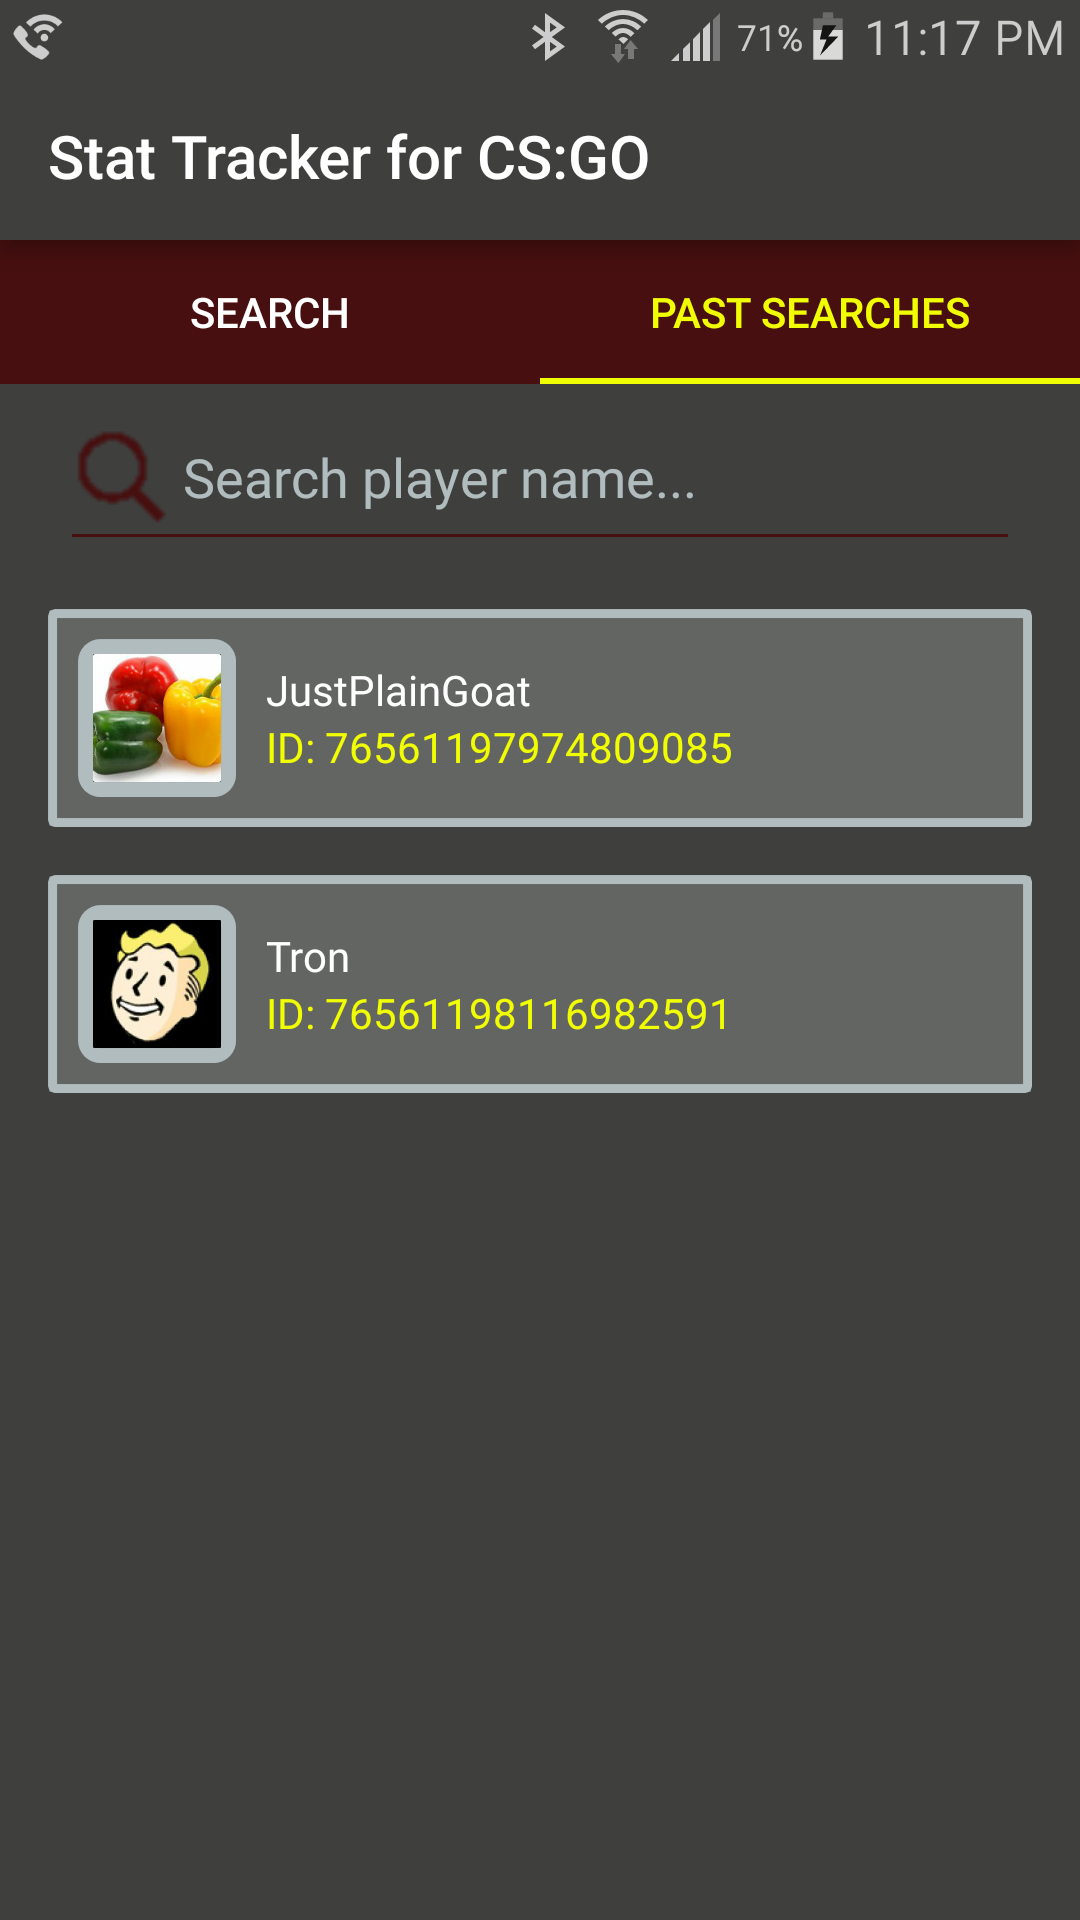 71% 11:17 PM
Stat Tracker for CS:GO
SEARCH PAST SEARCHES
Search player name...
JustPlainGoat
ID: 76561197974809085
Tron
ID: 76561198116982591